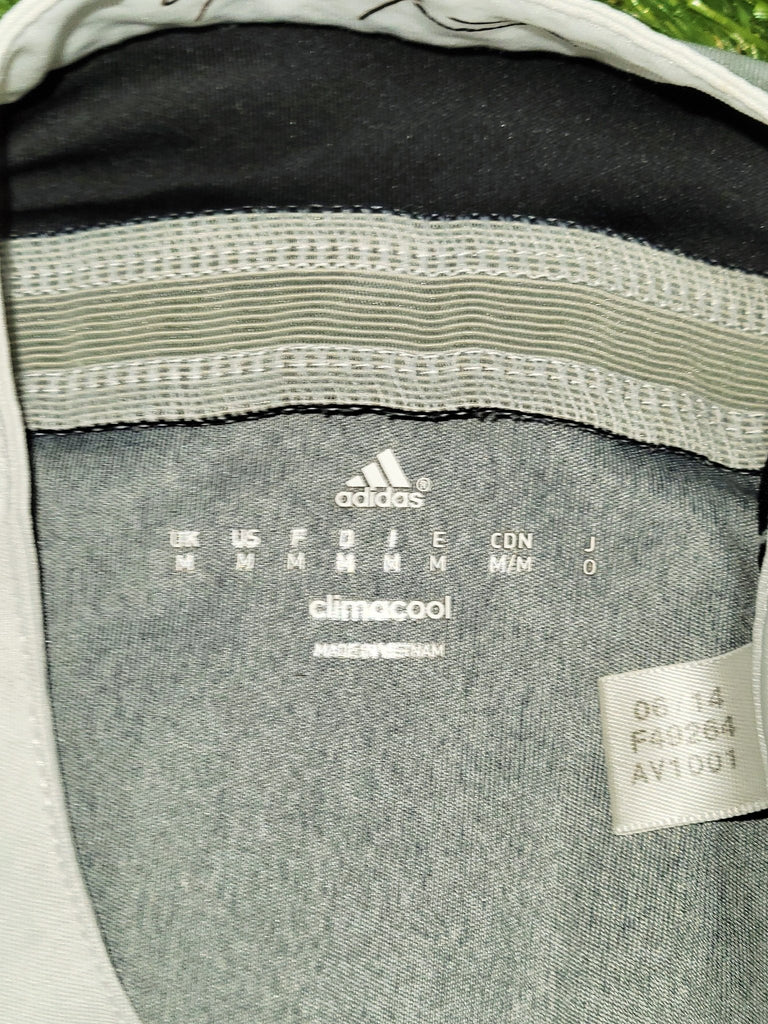 adidas®
UK US F D I E CDN J
M M M M M M M/M O
climacool
MADE IN VIETNAM
06 14
F49264
AV1001